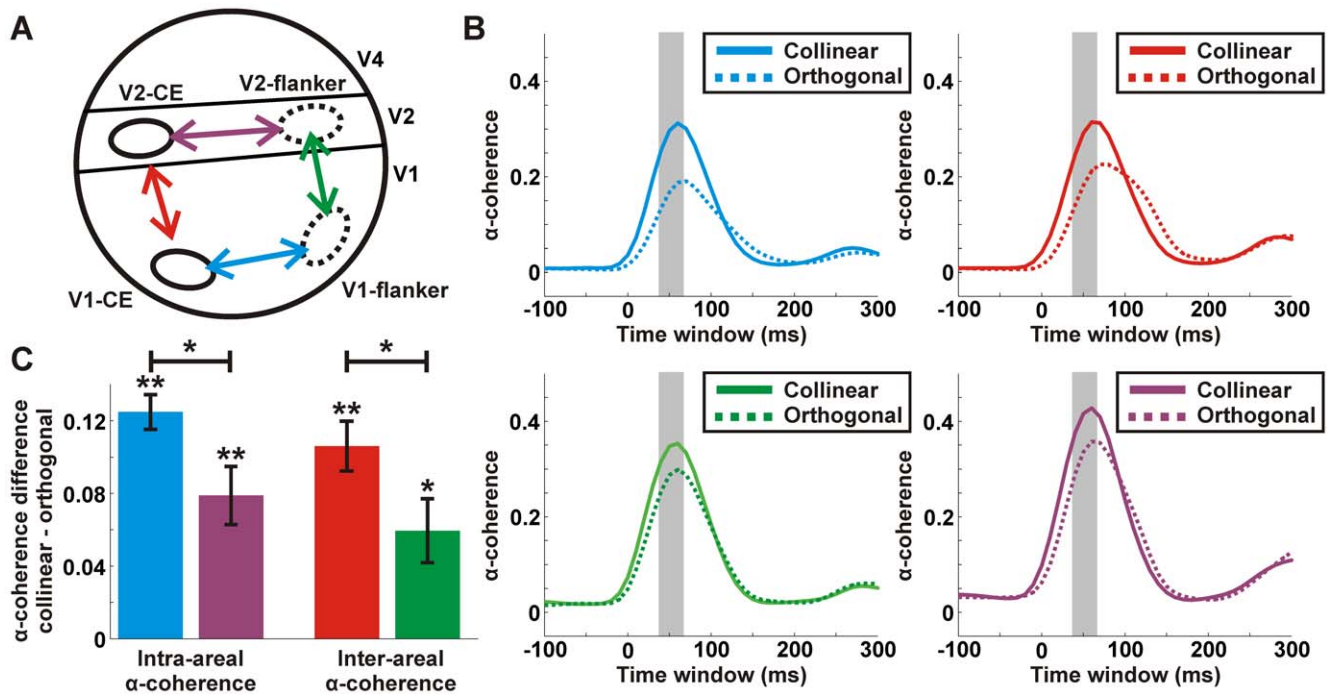 A
V4
V2-flanker
V2-CE
V2
V1
V1-CE
V1-flanker
B
Collinear
Orthogonal
α-coherence
0.4
0.2
0
-100 0 100 200 300
Time window (ms)
Collinear
Orthogonal
α-coherence
0.4
0.2
0
-100 0 100 200 300
Time window (ms)
Collinear
Orthogonal
α-coherence
0.4
0.2
0
-100 0 100 200 300
Time window (ms)
Collinear
Orthogonal
α-coherence
0.4
0.2
0
-100 0 100 200 300
Time window (ms)
C
* *
** ** ** *
α-coherence difference
collinear - orthogonal
0.12
0.08
0.04
0
Intra-areal
α-coherence
Inter-areal
α-coherence